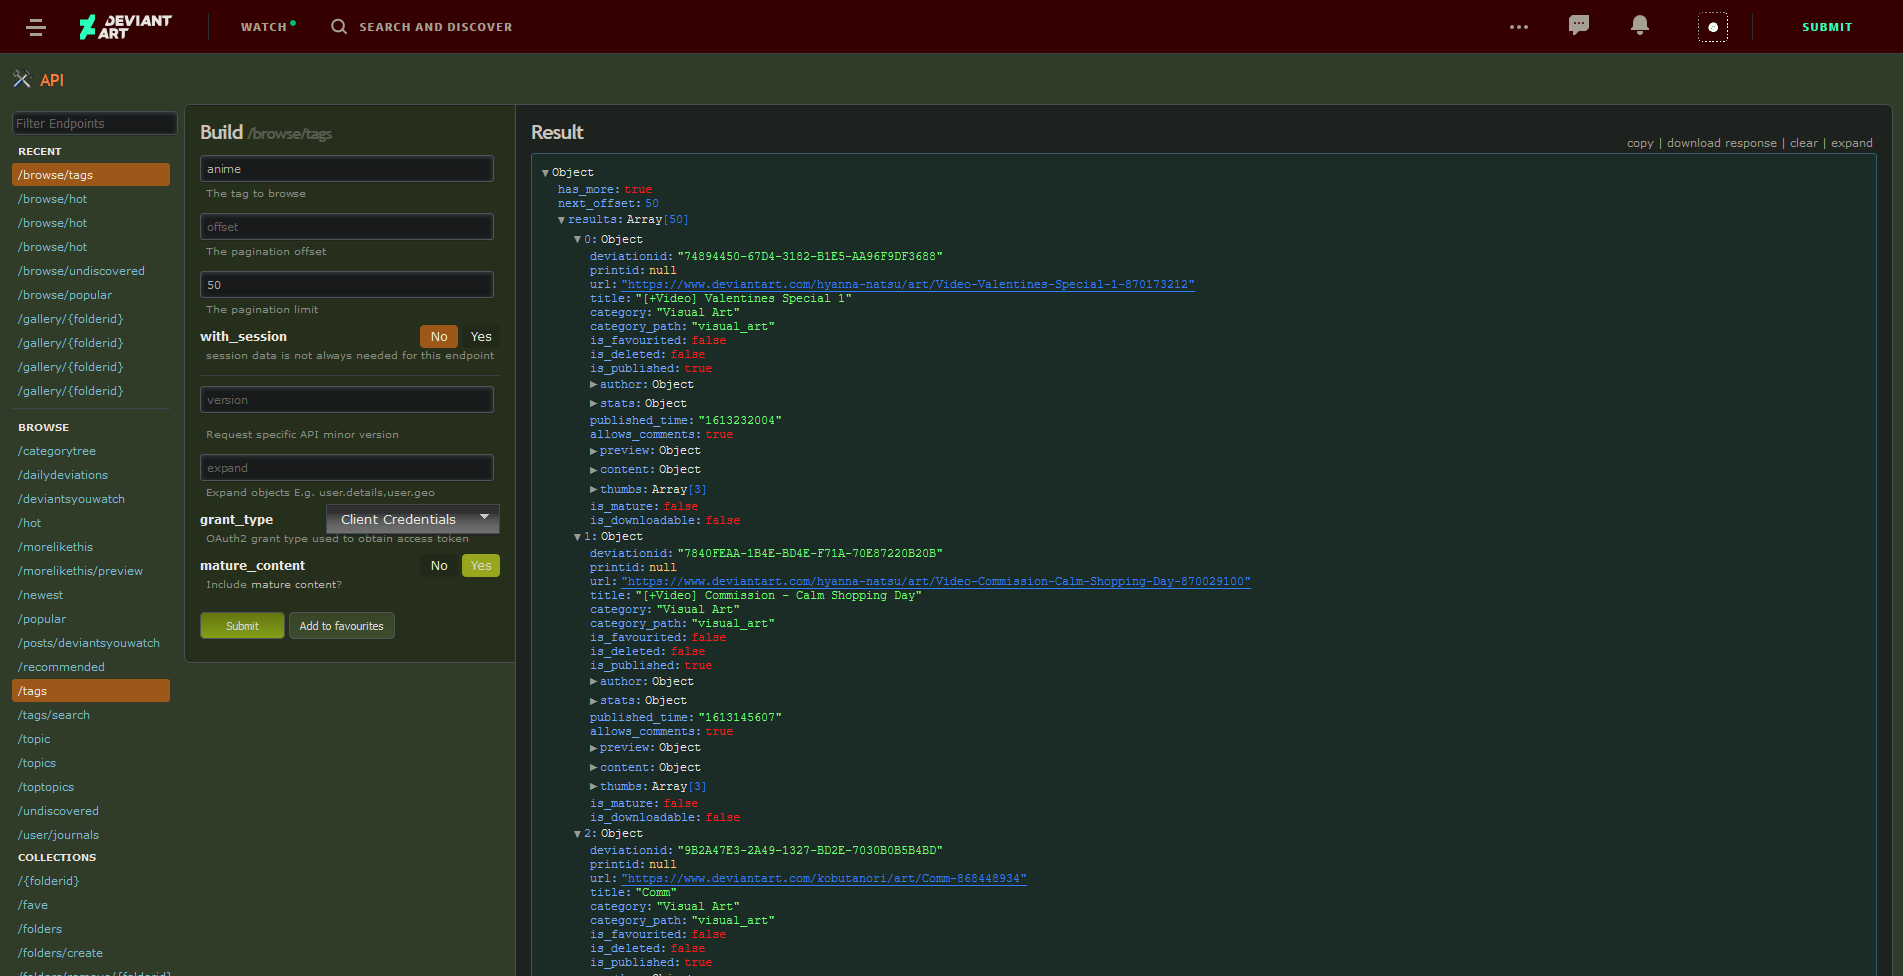 DEVIANT ART
WATCH
SEARCH AND DISCOVER
SUBMIT
API
Filter Endpoints
RECENT
/browse/tags
/browse/hot
/browse/hot
/browse/hot
/browse/undiscovered
/browse/popular
/gallery/{folderid}
/gallery/{folderid}
/gallery/{folderid}
/gallery/{folderid}
BROWSE
/categorytree
/dailydeviations
/deviantsyouwatch
/hot
/morelikethis
/morelikethis/preview
/newest
/popular
/posts/deviantsyouwatch
/recommended
/tags
/tags/search
/topic
/topics
/toptopics
/undiscovered
/user/journals
COLLECTIONS
/{folderid}
/fave
/folders
/folders/create
/folders/remove/{folderid}
Build /browse/tags
anime
The tag to browse
offset
The pagination offset
50
The pagination limit
with_session No Yes
session data is not always needed for this endpoint
version
Request specific API minor version
expand
Expand objects E.g. user.details,user.geo
grant_type Client Credentials
OAuth2 grant type used to obtain access token
mature_content No Yes
Include mature content?
Submit Add to favourites
Result
copy | download response | clear | expand
▼Object
has_more: true
next_offset: 50
▼results: Array[50]
▼0: Object
deviationid: "74894450-67D4-3182-B1E5-AA96F9DF3688"
printid: null
url: "https://www.deviantart.com/hyanna-natsu/art/Video-Valentines-Special-1-870173212"
title: "[+Video] Valentines Special 1"
category: "Visual Art"
category_path: "visual_art"
is_favourited: false
is_deleted: false
is_published: true
▶author: Object
▶stats: Object
published_time: "1613232004"
allows_comments: true
▶preview: Object
▶content: Object
▶thumbs: Array[3]
is_mature: false
is_downloadable: false
▼1: Object
deviationid: "7840FEAA-1B4E-BD4E-F71A-70E87220B20B"
printid: null
url: "https://www.deviantart.com/hyanna-natsu/art/Video-Commission-Calm-Shopping-Day-870029100"
title: "[+Video] Commission - Calm Shopping Day"
category: "Visual Art"
category_path: "visual_art"
is_favourited: false
is_deleted: false
is_published: true
▶author: Object
▶stats: Object
published_time: "1613145607"
allows_comments: true
▶preview: Object
▶content: Object
▶thumbs: Array[3]
is_mature: false
is_downloadable: false
▼2: Object
deviationid: "9B2A47E3-2A49-1327-BD2E-7030B0B5B4BD"
printid: null
url: "https://www.deviantart.com/kobutanori/art/Comm-868448934"
title: "Comm"
category: "Visual Art"
category_path: "visual_art"
is_favourited: false
is_deleted: false
is_published: true